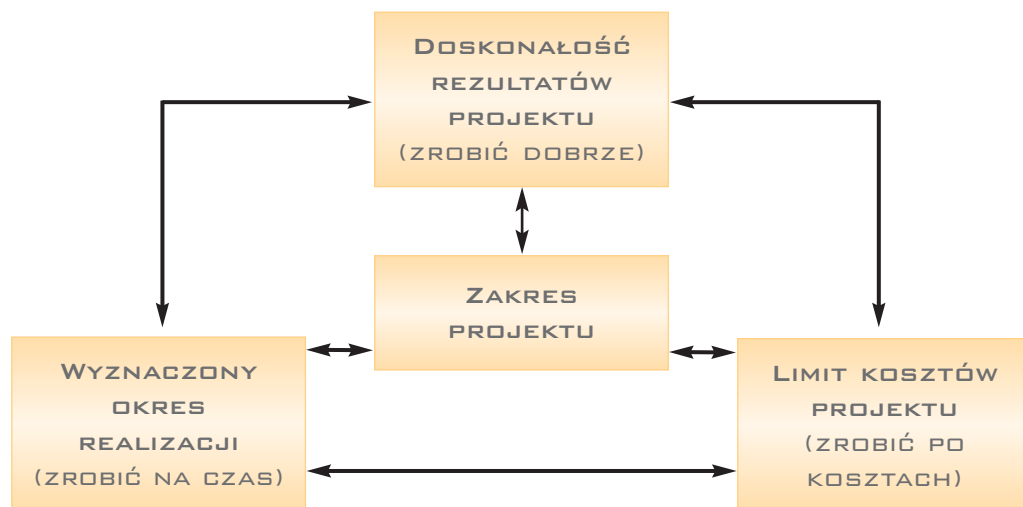 Doskonałość
rezultatów
projektu
(zrobić dobrze)
Zakres
projektu
Wyznaczony
okres
realizacji
(zrobić na czas)
Limit kosztów
projektu
(zrobić po
kosztach)